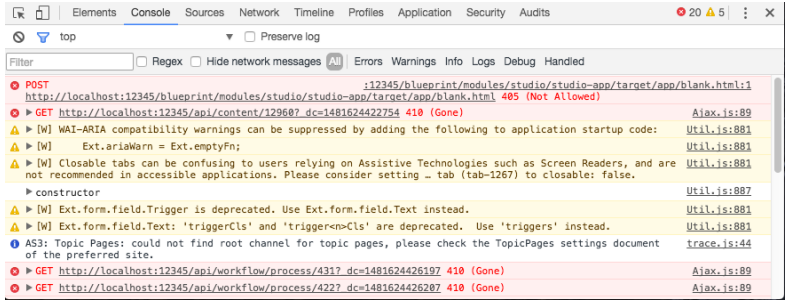 Elements Console Sources Network Timeline Profiles Application Security Audits 20 5
top Preserve log
Filter Regex Hide network messages All Errors Warnings Info Logs Debug Handled
POST :12345/blueprint/modules/studio/studio-app/target/app/blank.html:1
http://localhost:12345/blueprint/modules/studio/studio-app/target/app/blank.html 405 (Not Allowed)
GET http://localhost:12345/api/content/12960?_dc=1481624422754 410 (Gone) Ajax.js:89
[W] WAI-ARIA compatibility warnings can be suppressed by adding the following to application startup code: Util.js:881
[W] Ext.ariaWarn = Ext.emptyFn; Util.js:881
[W] Closable tabs can be confusing to users relying on Assistive Technologies such as Screen Readers, and are Util.js:881
not recommended in accessible applications. Please consider setting … tab (tab-1267) to closable: false.
constructor Util.js:887
[W] Ext.form.field.Trigger is deprecated. Use Ext.form.field.Text instead. Util.js:881
[W] Ext.form.field.Text: 'triggerCls' and 'trigger<n>Cls' are deprecated. Use 'triggers' instead. Util.js:881
AS3: Topic Pages: could not find root channel for topic pages, please check the TopicPages settings document trace.js:44
of the preferred site.
GET http://localhost:12345/api/workflow/process/431?_dc=1481624426197 410 (Gone) Ajax.js:89
GET http://localhost:12345/api/workflow/process/422?_dc=1481624426207 410 (Gone) Ajax.js:89